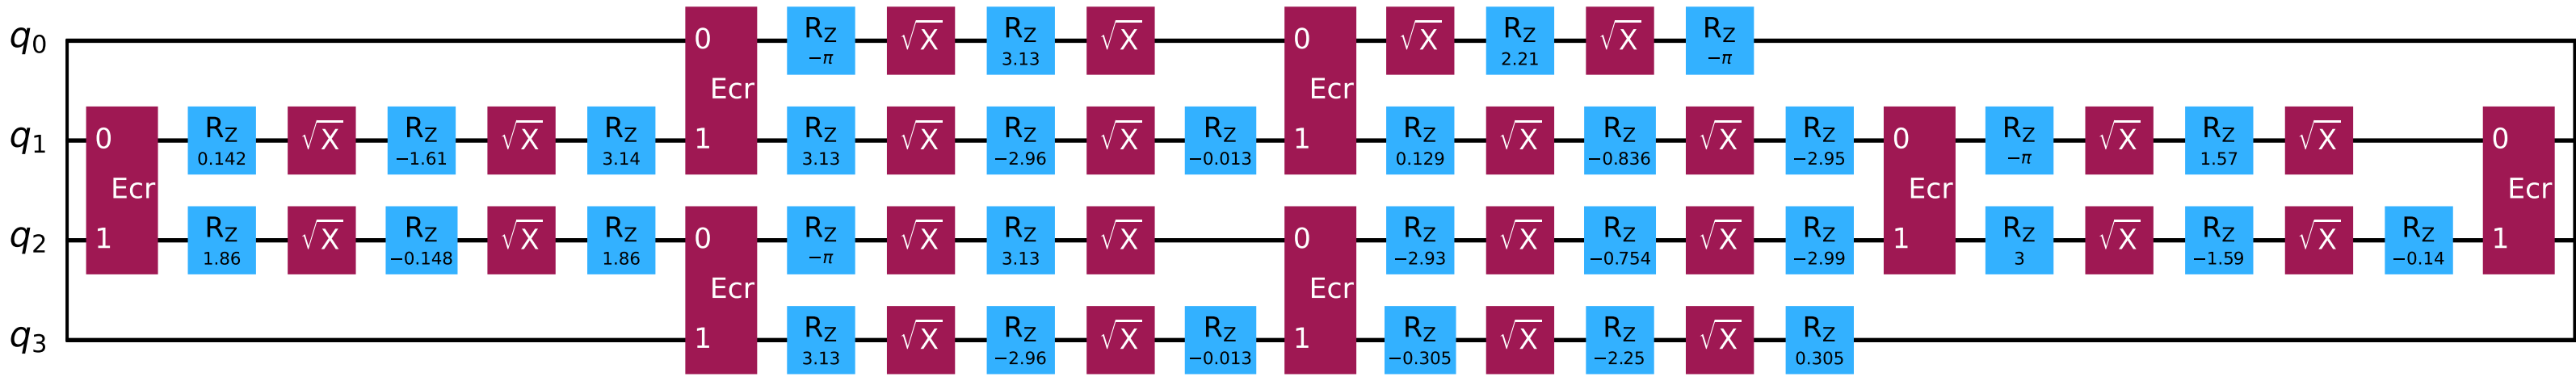 q0 0 Ecr 1 RZ −π √X RZ 3.13 √X 0 Ecr 1 √X RZ 2.21 √X RZ −π
q1 0 Ecr 1 RZ 0.142 √X RZ −1.61 √X RZ 3.14 RZ 3.13 √X RZ −2.96 √X RZ −0.013 RZ 0.129 √X RZ −0.836 √X RZ −2.95 0 Ecr 1 RZ −π √X RZ 1.57 √X 0 Ecr 1
q2 RZ 1.86 √X RZ −0.148 √X RZ 1.86 0 Ecr 1 RZ −π √X RZ 3.13 √X 0 Ecr 1 RZ −2.93 √X RZ −0.754 √X RZ −2.99 RZ 3 √X RZ −1.59 √X RZ −0.14
q3 RZ 3.13 √X RZ −2.96 √X RZ −0.013 RZ −0.305 √X RZ −2.25 √X RZ 0.305